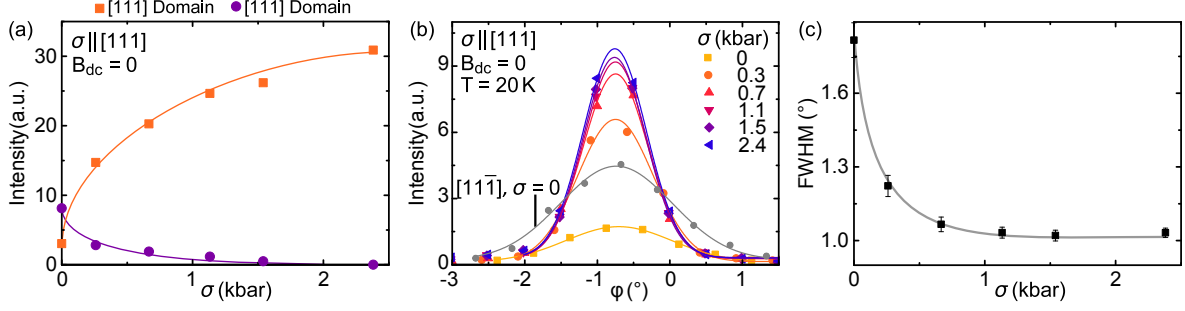 [111] Domain [111] Domain
(a)
σ||[111]
B_dc = 0
Intensity(a.u.)
30
20
10
0
0 1 2
σ (kbar)
(b)
σ||[111]
B_dc = 0
T = 20 K
σ (kbar)
0
0.3
0.7
1.1
1.5
2.4
[111̅], σ = 0
Intensity(a.u.)
9
6
3
0
-3 -2 -1 0 1
φ (°)
(c)
FWHM (°)
1.9
1.6
1.3
1.0
0 1 2
σ (kbar)